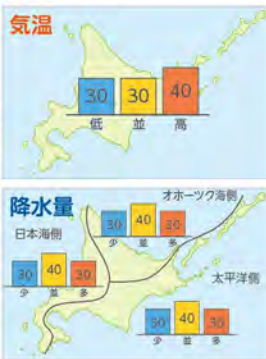 気温
30 30 40
低 並 高
降水量
オホーツク海側
30 40 30
少 並 多
日本海側
30 40 30
少 並 多
太平洋側
30 40 30
少 並 多